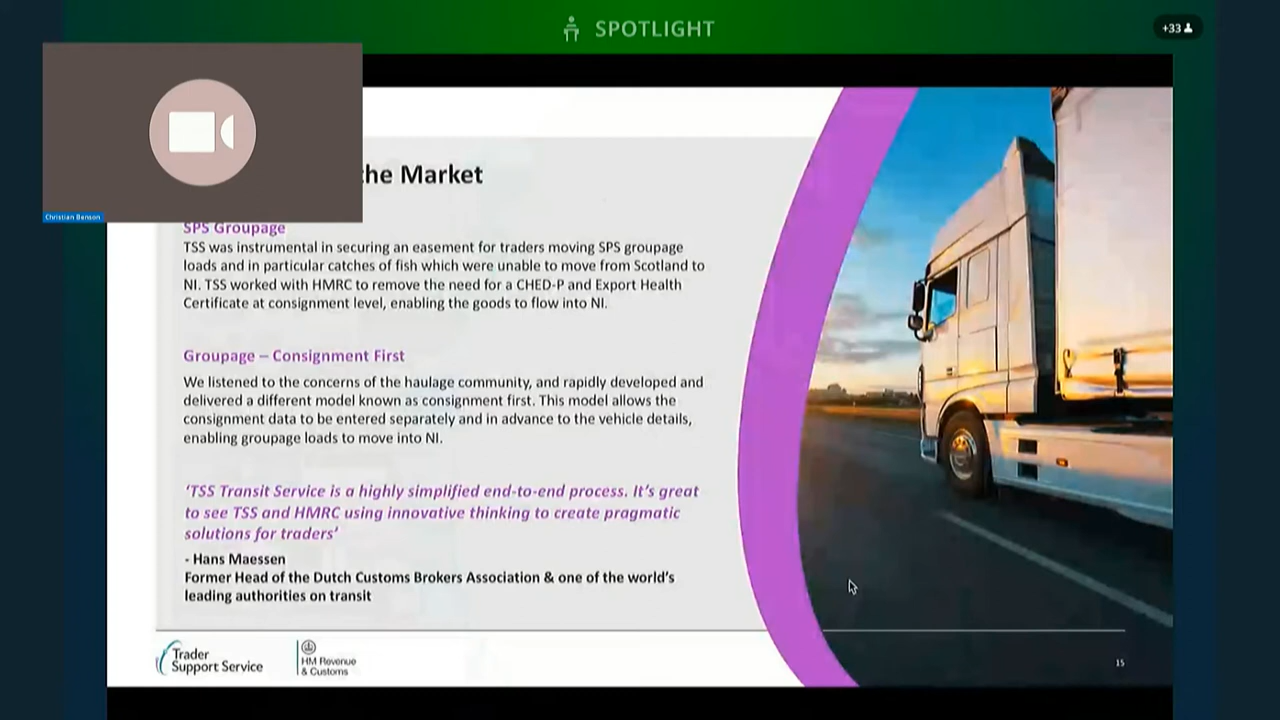 SPOTLIGHT
+33
Christian Benson
the Market
SPS Groupage
TSS was instrumental in securing an easement for traders moving SPS groupage
loads and in particular catches of fish which were unable to move from Scotland to
NI. TSS worked with HMRC to remove the need for a CHED-P and Export Health
Certificate at consignment level, enabling the goods to flow into NI.
Groupage – Consignment First
We listened to the concerns of the haulage community, and rapidly developed and
delivered a different model known as consignment first. This model allows the
consignment data to be entered separately and in advance to the vehicle details,
enabling groupage loads to move into NI.
‘TSS Transit Service is a highly simplified end-to-end process. It’s great
to see TSS and HMRC using innovative thinking to create pragmatic
solutions for traders’
- Hans Maessen
Former Head of the Dutch Customs Brokers Association & one of the world’s
leading authorities on transit
Trader
Support Service
HM Revenue
& Customs
15